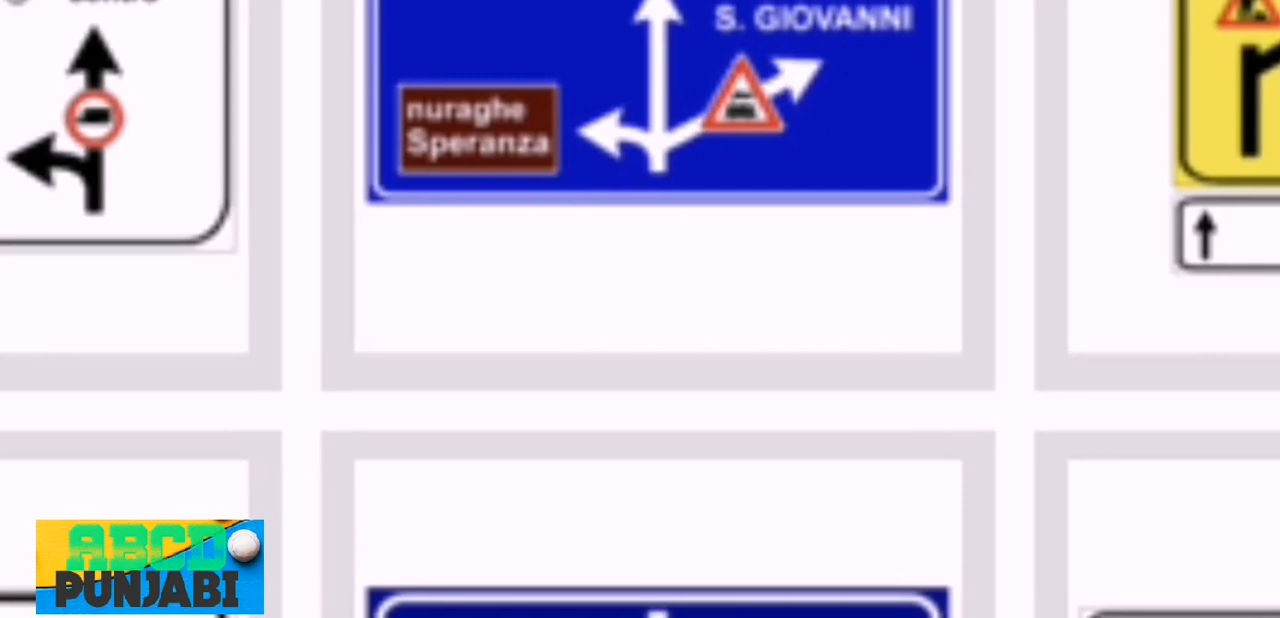 S. GIOVANNI
nuraghe
Speranza
ABCD
PUNJABI